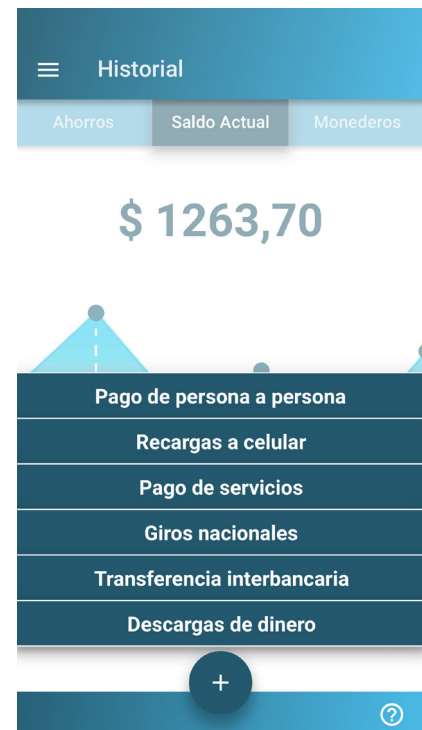 Historial
Ahorros
Saldo Actual
Monederos
$ 1263,70
Pago de persona a persona
Recargas a celular
Pago de servicios
Giros nacionales
Transferencia interbancaria
Descargas de dinero
+
?